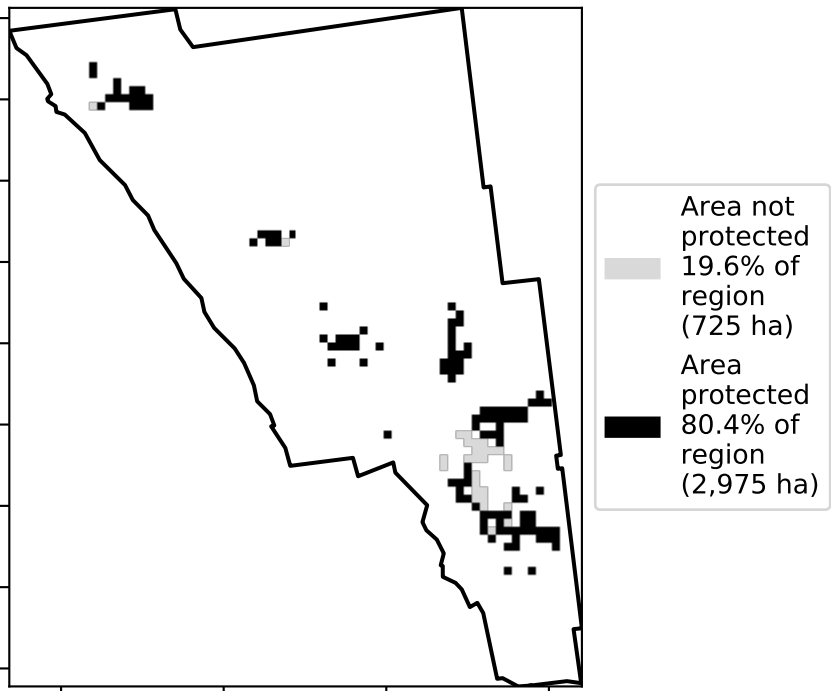 Area not
protected
19.6% of
region
(725 ha)
Area
protected
80.4% of
region
(2,975 ha)